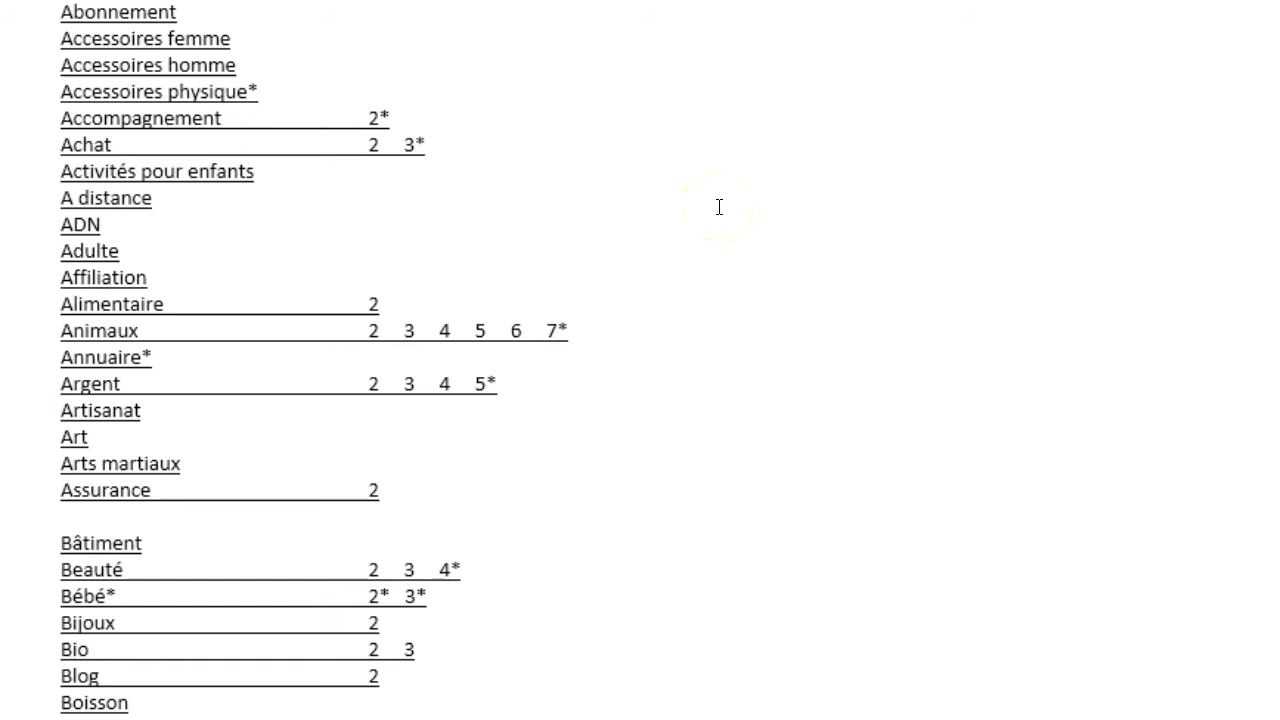 Abonnement
Accessoires femme
Accessoires homme
Accessoires physique*
Accompagnement 2*
Achat 2 3*
Activités pour enfants
A distance
ADN
Adulte
Affiliation
Alimentaire 2
Animaux 2 3 4 5 6 7*
Annuaire*
Argent 2 3 4 5*
Artisanat
Art
Arts martiaux
Assurance 2
Bâtiment
Beauté 2 3 4*
Bébé* 2* 3*
Bijoux 2
Bio 2 3
Blog 2
Boisson